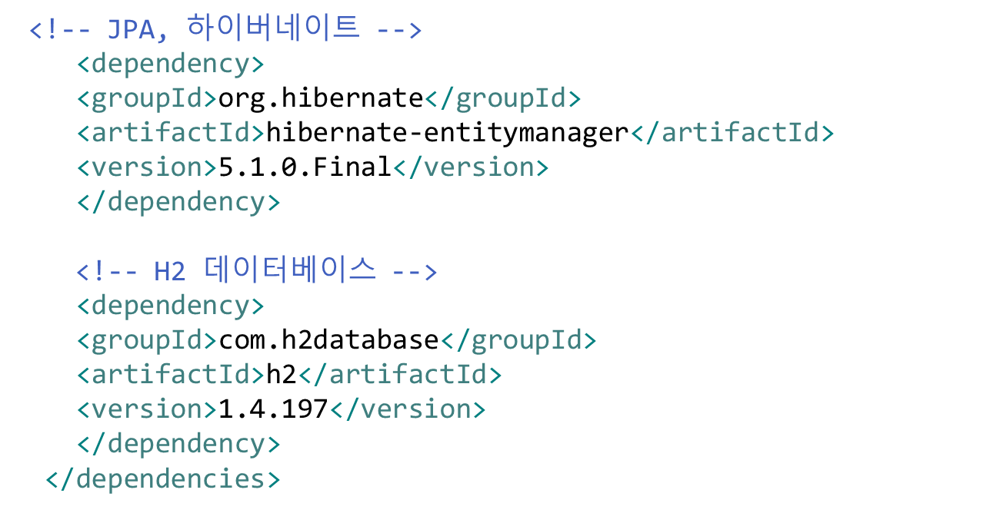 <!-- JPA, 하이버네이트 -->
<dependency>
<groupId>org.hibernate</groupId>
<artifactId>hibernate-entitymanager</artifactId>
<version>5.1.0.Final</version>
</dependency>
<!-- H2 데이터베이스 -->
<dependency>
<groupId>com.h2database</groupId>
<artifactId>h2</artifactId>
<version>1.4.197</version>
</dependency>
</dependencies>